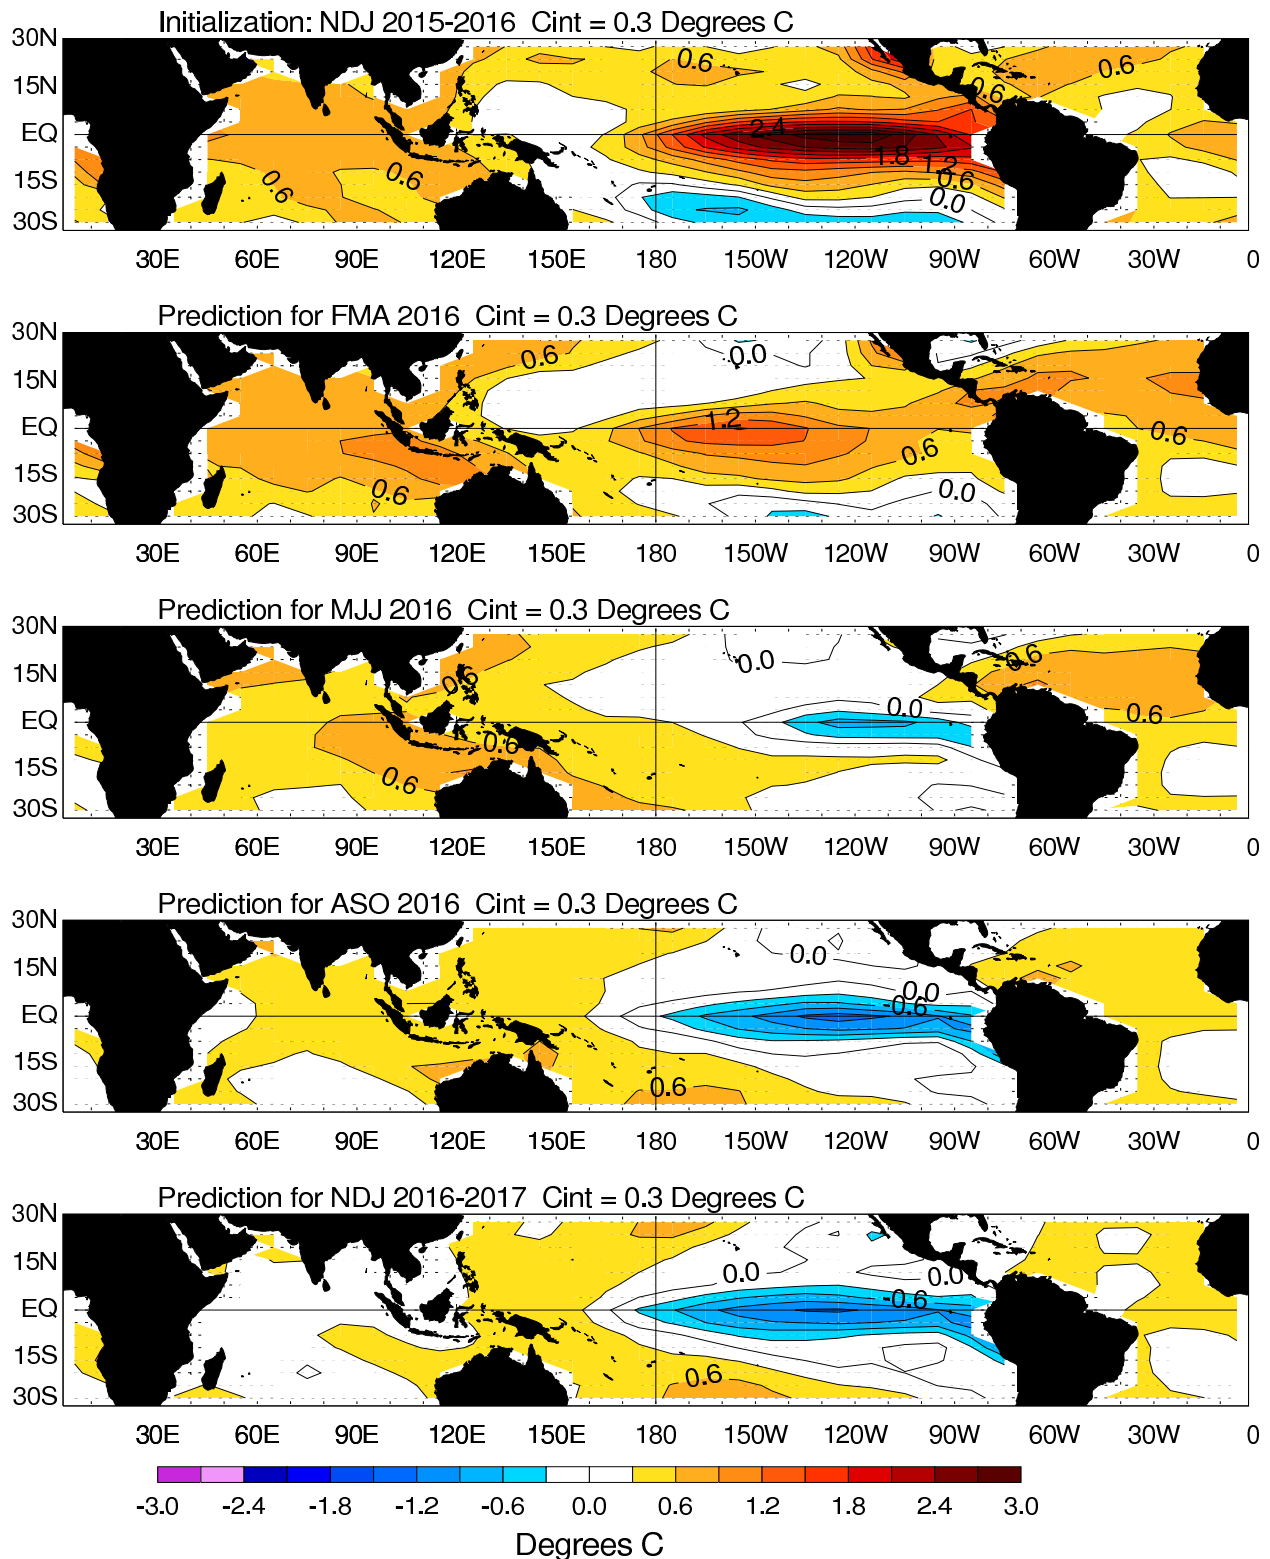 Initialization: NDJ 2015-2016 Cint = 0.3 Degrees C
30N
15N
EQ
15S
30S
0.6
0.6
0.6
2.4
1.8
1.2
0.6
0.6
0.6
0.0
30E 60E 90E 120E 150E 180 150W 120W 90W 60W 30W 0
Prediction for FMA 2016 Cint = 0.3 Degrees C
30N
15N
EQ
15S
30S
0.6
0.0
1.2
0.6
0.6
0.6
0.0
30E 60E 90E 120E 150E 180 150W 120W 90W 60W 30W 0
Prediction for MJJ 2016 Cint = 0.3 Degrees C
30N
15N
EQ
15S
30S
0.0
0.6
0.6
0.0
0.6
0.6
0.6
30E 60E 90E 120E 150E 180 150W 120W 90W 60W 30W 0
Prediction for ASO 2016 Cint = 0.3 Degrees C
30N
15N
EQ
15S
30S
0.0
0.0
-0.6
0.6
30E 60E 90E 120E 150E 180 150W 120W 90W 60W 30W 0
Prediction for NDJ 2016-2017 Cint = 0.3 Degrees C
30N
15N
EQ
15S
30S
0.0
0.0
-0.6
0.6
30E 60E 90E 120E 150E 180 150W 120W 90W 60W 30W 0
-3.0 -2.4 -1.8 -1.2 -0.6 0.0 0.6 1.2 1.8 2.4 3.0
Degrees C